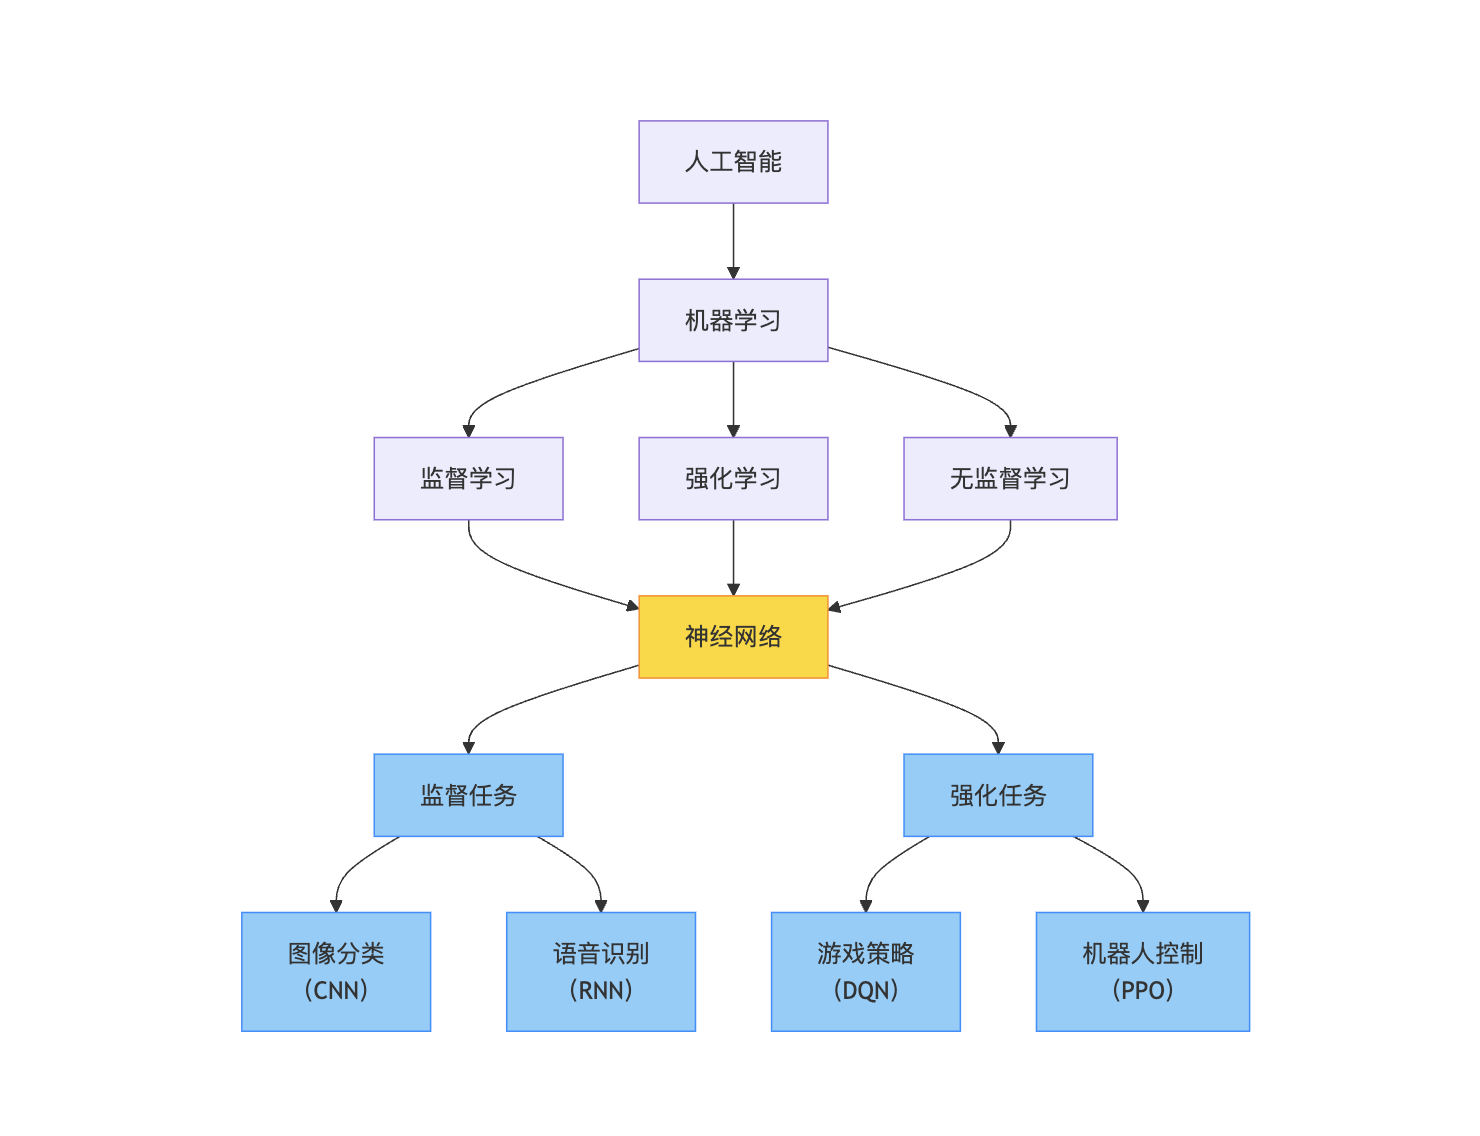 人工智能
机器学习
监督学习
强化学习
无监督学习
神经网络
监督任务
强化任务
图像分类
（CNN）
语音识别
（RNN）
游戏策略
（DQN）
机器人控制
（PPO）